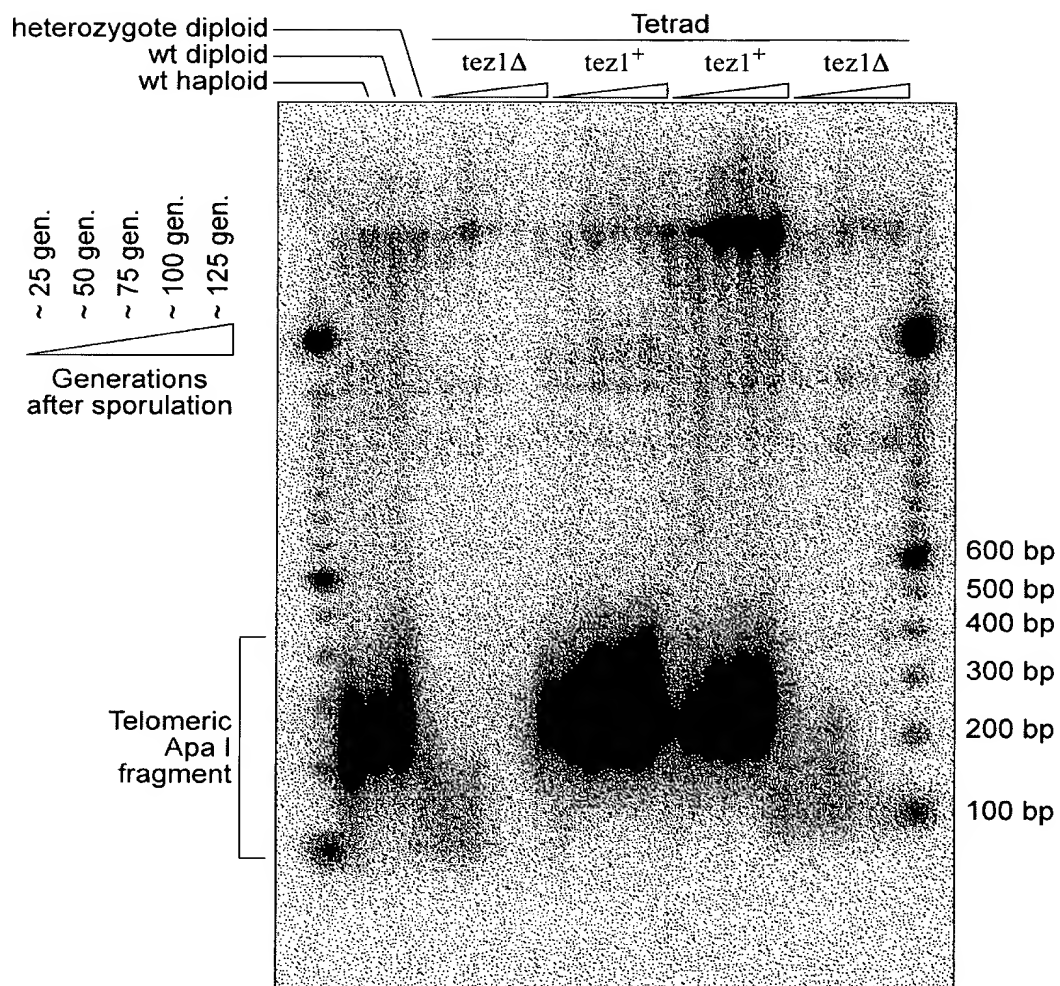 heterozygote diploid
wt diploid
wt haploid
Tetrad
tez1Δ tez1⁺ tez1⁺ tez1Δ
~ 25 gen.
~ 50 gen.
~ 75 gen.
~ 100 gen.
~ 125 gen.
Generations
after sporulation
600 bp
500 bp
400 bp
300 bp
200 bp
100 bp
Telomeric
Apa I
fragment